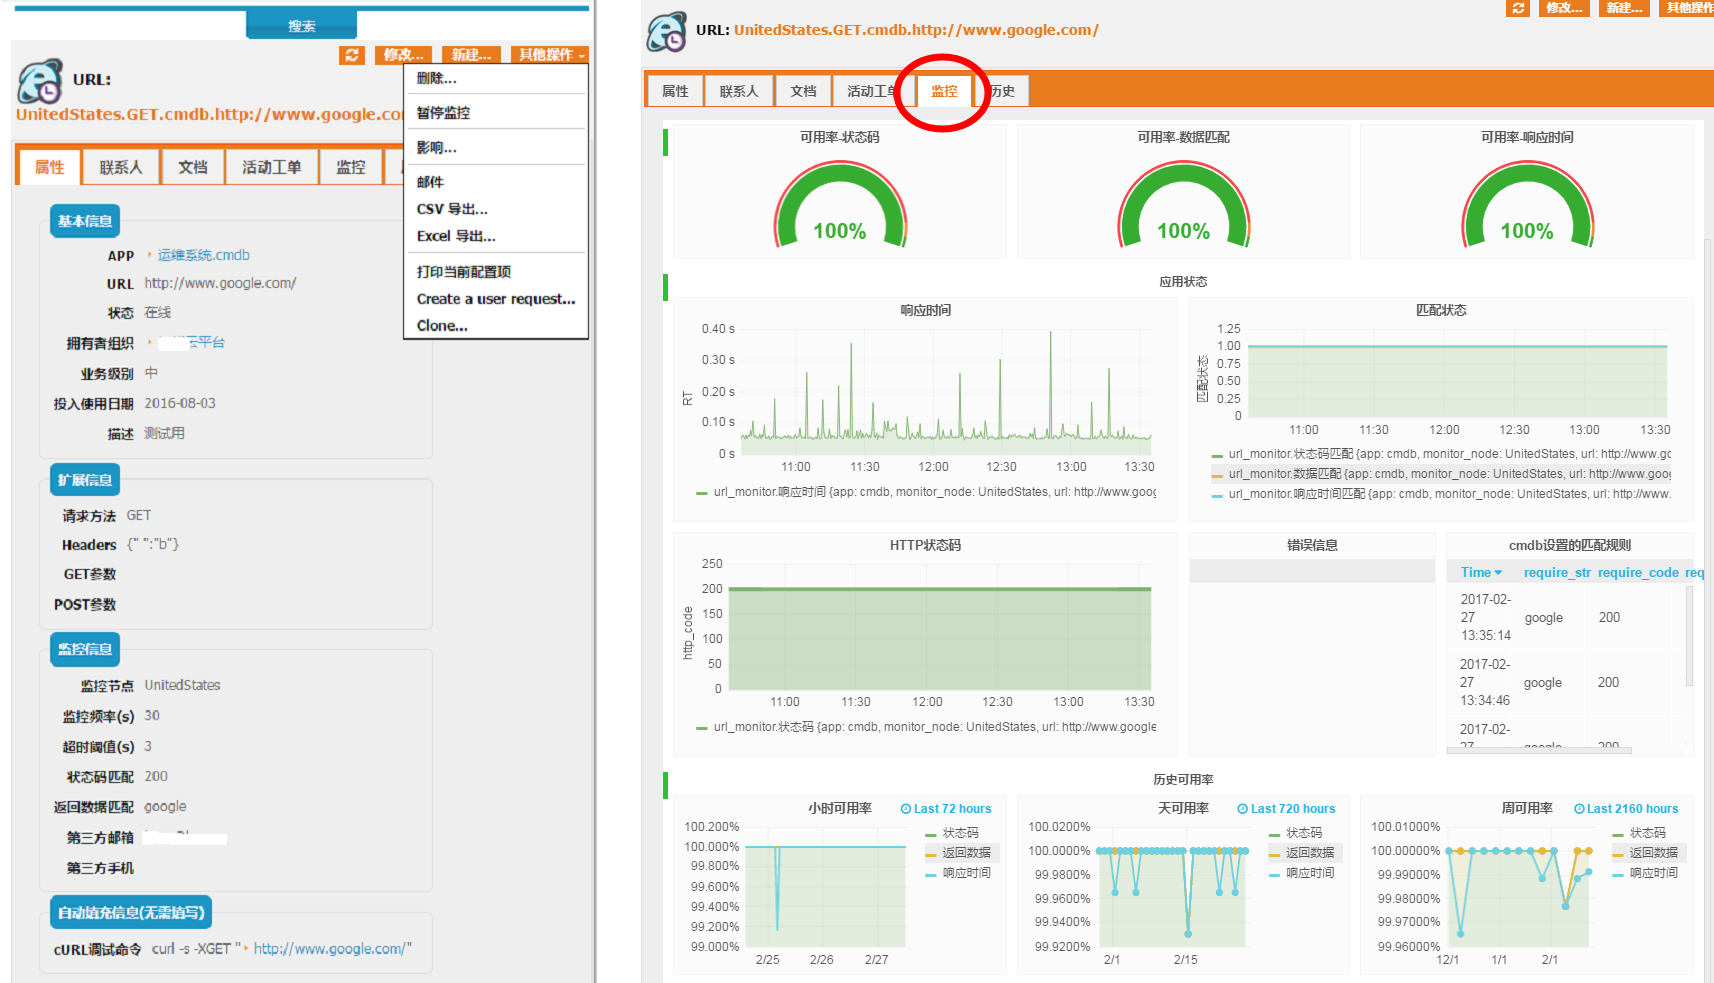 搜索
修改...
新建...
其他操作
URL:
UnitedStates.GET.cmdb.http://www.google.co
删除...
暂停监控
影响...
邮件
CSV 导出...
Excel 导出...
打印当前配置项
Create a user request...
Clone...
属性
联系人
文档
活动工单
监控
基本信息
APP 运维系统.cmdb
URL http://www.google.com/
状态 在线
拥有者组织 云平台
业务级别 中
投入使用日期 2016-08-03
描述 测试用
扩展信息
请求方法 GET
Headers {" ":"b"}
GET参数
POST参数
监控信息
监控节点 UnitedStates
监控频率(s) 30
超时阈值(s) 3
状态码匹配 200
返回数据匹配 google
第三方邮箱
第三方手机
自动填充信息(无需填写)
cURL调试命令 curl -s -XGET " http://www.google.com/"
修改...
新建...
其他操作
URL: UnitedStates.GET.cmdb.http://www.google.com/
属性
联系人
文档
活动工单
监控
历史
可用率-状态码
100%
可用率-数据匹配
100%
可用率-响应时间
100%
应用状态
响应时间
0.40 s
0.30 s
0.20 s
0.10 s
0 s
RT
11:00 11:30 12:00 12:30 13:00 13:30
url_monitor.响应时间 {app: cmdb, monitor_node: UnitedStates, url: http://www.goog
匹配状态
1.25
1.00
0.75
0.50
0.25
0
匹配状态
11:00 11:30 12:00 12:30 13:00 13:30
url_monitor.状态码匹配 {app: cmdb, monitor_node: UnitedStates, url: http://www.gc
url_monitor.数据匹配 {app: cmdb, monitor_node: UnitedStates, url: http://www.goog
url_monitor.响应时间匹配 {app: cmdb, monitor_node: UnitedStates, url: http://www.
HTTP状态码
250
200
150
100
50
0
http_code
11:00 11:30 12:00 12:30 13:00 13:30
url_monitor.状态码 {app: cmdb, monitor_node: UnitedStates, url: http://www.google
错误信息
cmdb设置的匹配规则
Time require_str require_code req
2017-02-
27
13:35:14
google
200
2017-02-
27
13:34:46
google
200
2017-02-
27
google
200
历史可用率
小时可用率
Last 72 hours
100.200%
100.000%
99.800%
99.600%
99.400%
99.200%
99.000%
2/25 2/26 2/27
状态码
返回数据
响应时间
天可用率
Last 720 hours
100.0200%
100.0000%
99.9800%
99.9600%
99.9400%
99.9200%
2/1 2/15
状态码
返回数据
响应时间
周可用率
Last 2160 hours
100.01000%
100.00000%
99.99000%
99.98000%
99.97000%
99.96000%
12/1 1/1 2/1
状态码
返回数据
响应时间